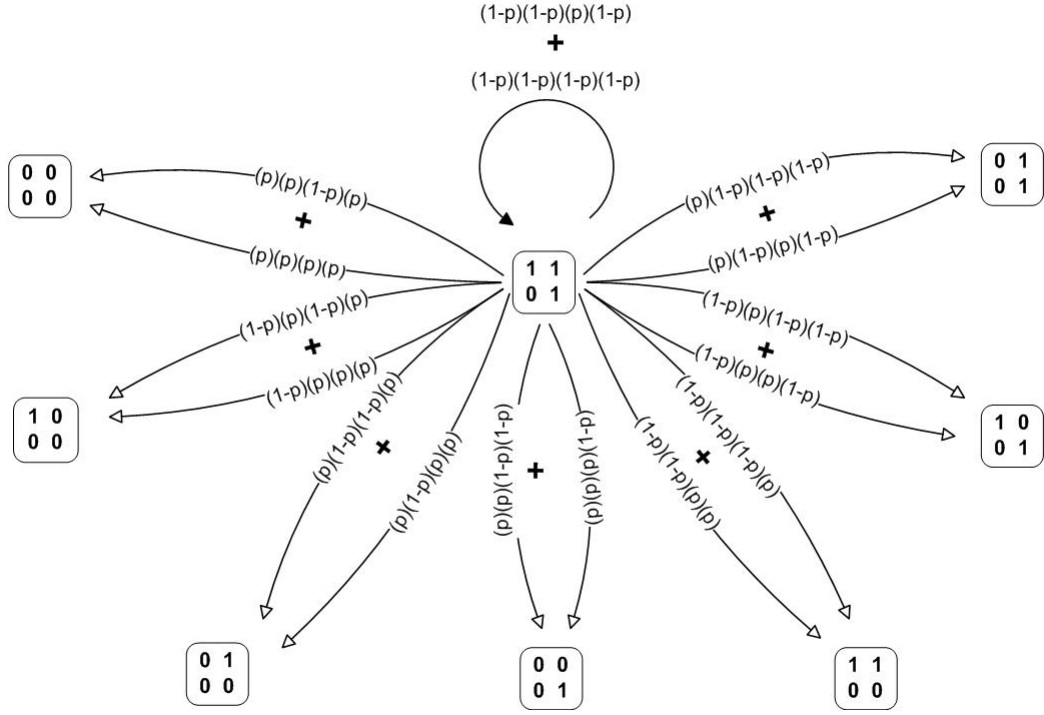 (1-p)(1-p)(p)(1-p)
+
(1-p)(1-p)(1-p)(1-p)
0 0
0 0
(p)(p)(1-p)(p)
+
(p)(p)(p)(p)
(p)(1-p)(1-p)(1-p)
+
(p)(1-p)(p)(1-p)
0 1
0 1
1 1
0 1
(1-p)(p)(1-p)(p)
+
(1-p)(p)(p)(p)
(1-p)(p)(1-p)(1-p)
+
(1-p)(p)(p)(1-p)
1 0
0 0
1 0
0 1
(p)(1-p)(1-p)(p)
+
(p)(1-p)(p)(p)
(p)(p)(1-p)(1-p)
+
(p)(p)(p)(1-p)
(1-p)(1-p)(p)(p)
+
(1-p)(1-p)(1-p)(p)
0 1
0 0
0 0
0 1
1 1
0 0